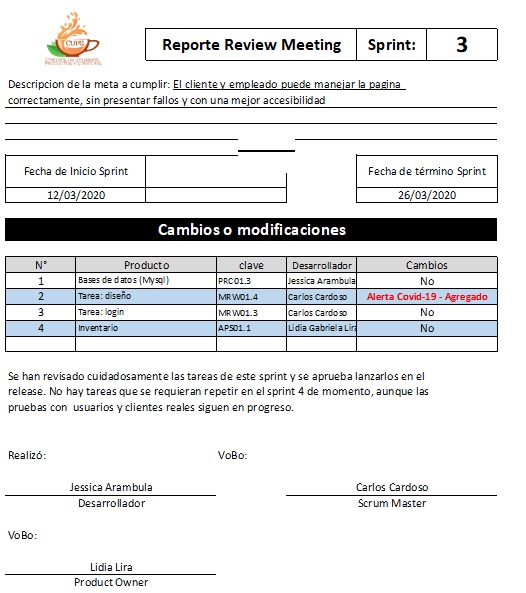 CUPS
Reporte Review Meeting Sprint: 3
Descripcion de la meta a cumplir: El cliente y empleado puede manejar la pagina
correctamente, sin presentar fallos y con una mejor accesibilidad
Fecha de Inicio Sprint Fecha de término Sprint
12/03/2020 26/03/2020
Cambios o modificaciones
N° Producto clave Desarrollador Cambios
1 Bases de datos (Mysql) PRC01.3 Jessica Arambula No
2 Tarea: diseño MRW01.4 Carlos Cardoso Alerta Covid-19 - Agregado
3 Tarea: login MRW01.3 Carlos Cardoso No
4 Inventario APS01.1 Lidia Gabriela Lira No
Se han revisado cuidadosamente las tareas de este sprint y se aprueba lanzarlos en el
release. No hay tareas que se requieran repetir en el sprint 4 de momento, aunque las
pruebas con usuarios y clientes reales siguen en progreso.
Realizó: VoBo:
Jessica Arambula Carlos Cardoso
Desarrollador Scrum Master
VoBo:
Lidia Lira
Product Owner